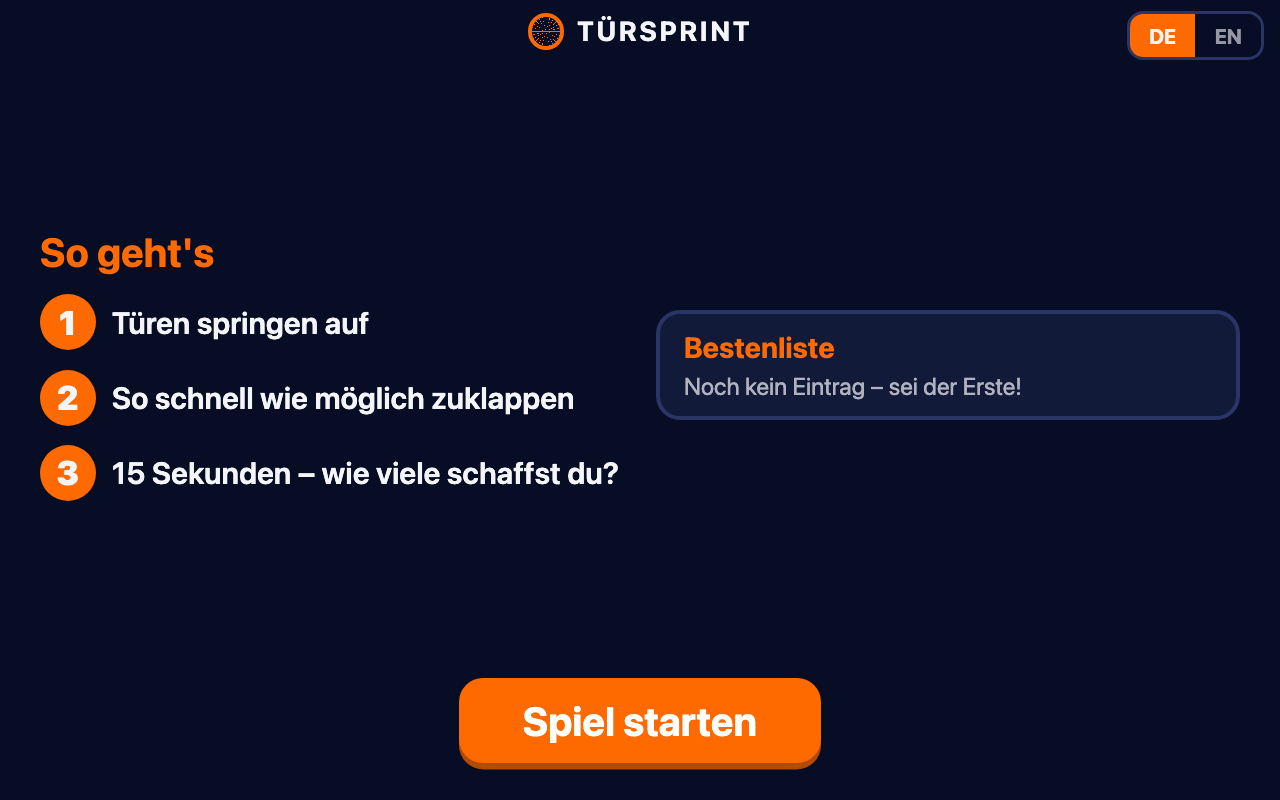 TÜRSPRINT
DE
EN
So geht's
1
Türen springen auf
2
So schnell wie möglich zuklappen
3
15 Sekunden – wie viele schaffst du?
Bestenliste
Noch kein Eintrag – sei der Erste!
Spiel starten